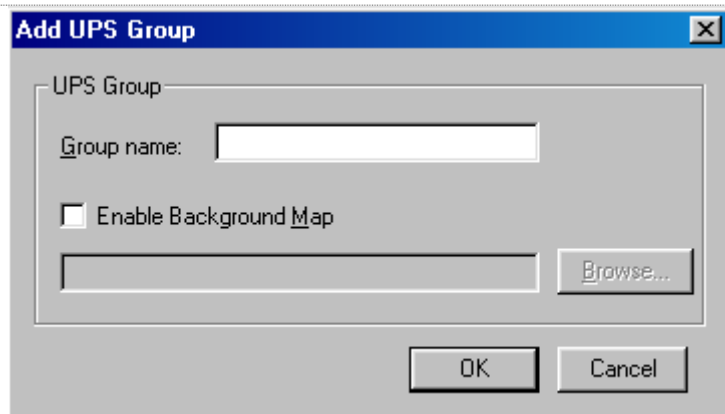 Add UPS Group
UPS Group
Group name:
Enable Background Map
Browse...
OK Cancel